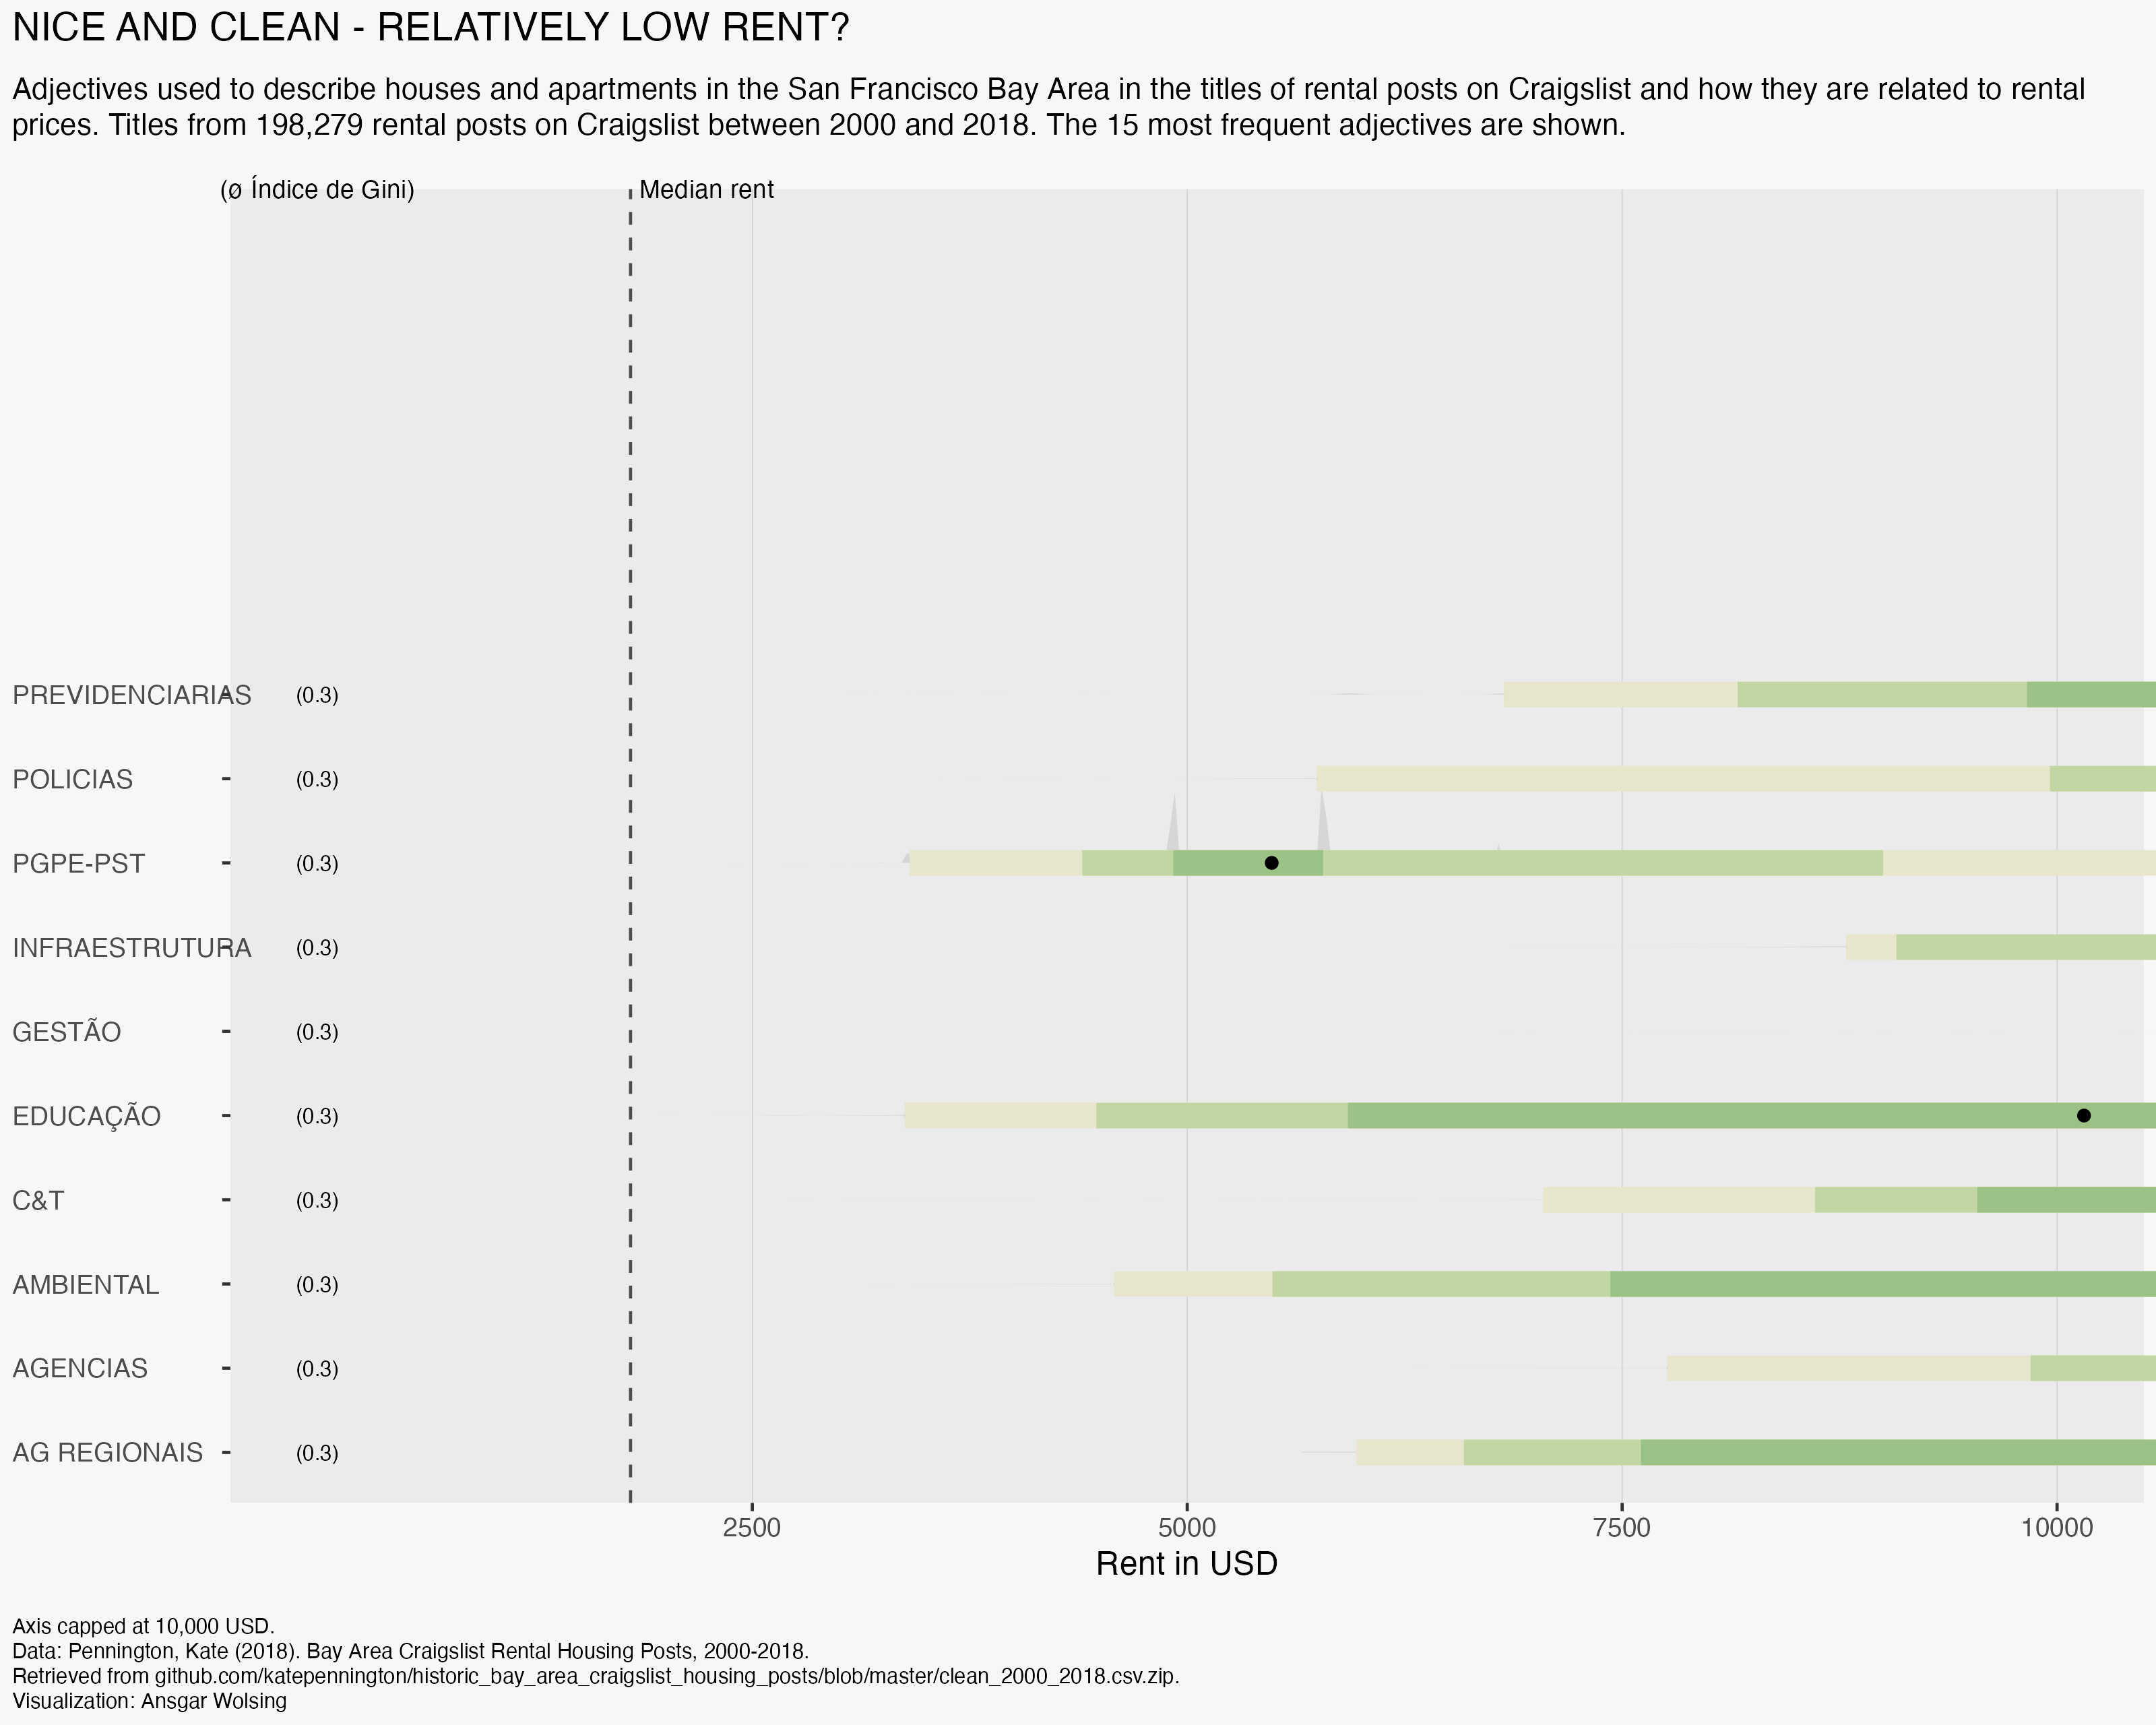 NICE AND CLEAN - RELATIVELY LOW RENT?
Adjectives used to describe houses and apartments in the San Francisco Bay Area in the titles of rental posts on Craigslist and how they are related to rental
prices. Titles from 198,279 rental posts on Craigslist between 2000 and 2018. The 15 most frequent adjectives are shown.
(ø Índice de Gini) Median rent
PREVIDENCIARIAS (0.3)
POLICIAS (0.3)
PGPE-PST (0.3)
INFRAESTRUTURA (0.3)
GESTÃO (0.3)
EDUCAÇÃO (0.3)
C&T (0.3)
AMBIENTAL (0.3)
AGENCIAS (0.3)
AG REGIONAIS (0.3)
2500 5000 7500 10000
Rent in USD
Axis capped at 10,000 USD.
Data: Pennington, Kate (2018). Bay Area Craigslist Rental Housing Posts, 2000-2018.
Retrieved from github.com/katepennington/historic_bay_area_craigslist_housing_posts/blob/master/clean_2000_2018.csv.zip.
Visualization: Ansgar Wolsing